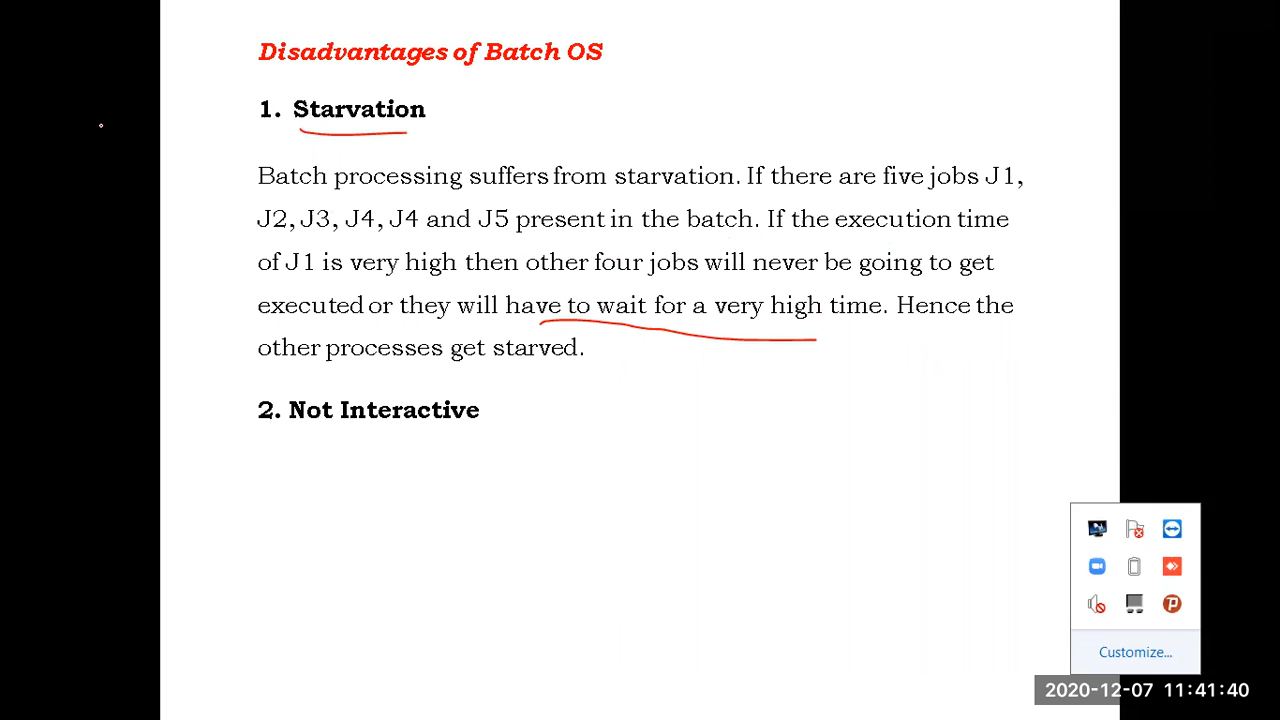 Disadvantages of Batch OS
1. Starvation
Batch processing suffers from starvation. If there are five jobs J1,
J2, J3, J4, J4 and J5 present in the batch. If the execution time
of J1 is very high then other four jobs will never be going to get
executed or they will have to wait for a very high time. Hence the
other processes get starved.
2. Not Interactive
Customize...
2020-12-07 11:41:40